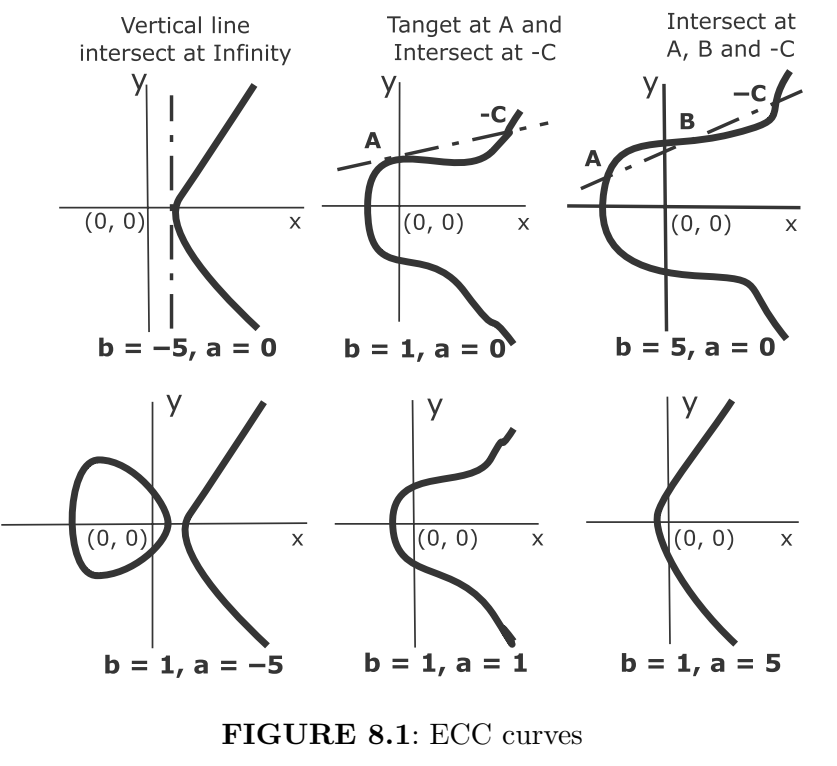 Vertical line
intersect at Infinity
Tanget at A and
Intersect at -C
Intersect at
A, B and -C
y
(0, 0)
x
b = −5, a = 0
y
A
-C
(0, 0)
x
b = 1, a = 0
y
A
B
−C
(0, 0)
x
b = 5, a = 0
y
(0, 0)
x
b = 1, a = −5
y
(0, 0)
x
b = 1, a = 1
y
(0, 0)
x
b = 1, a = 5
FIGURE 8.1: ECC curves